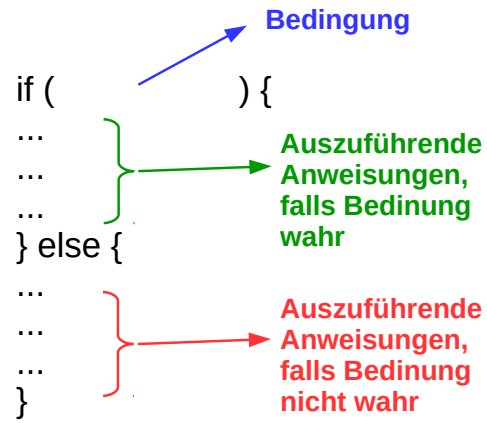 Bedingung
if ( ) {
...
...
...
Auszuführende
Anweisungen,
falls Bedinung
wahr
} else {
...
...
...
}
Auszuführende
Anweisungen,
falls Bedinung
nicht wahr